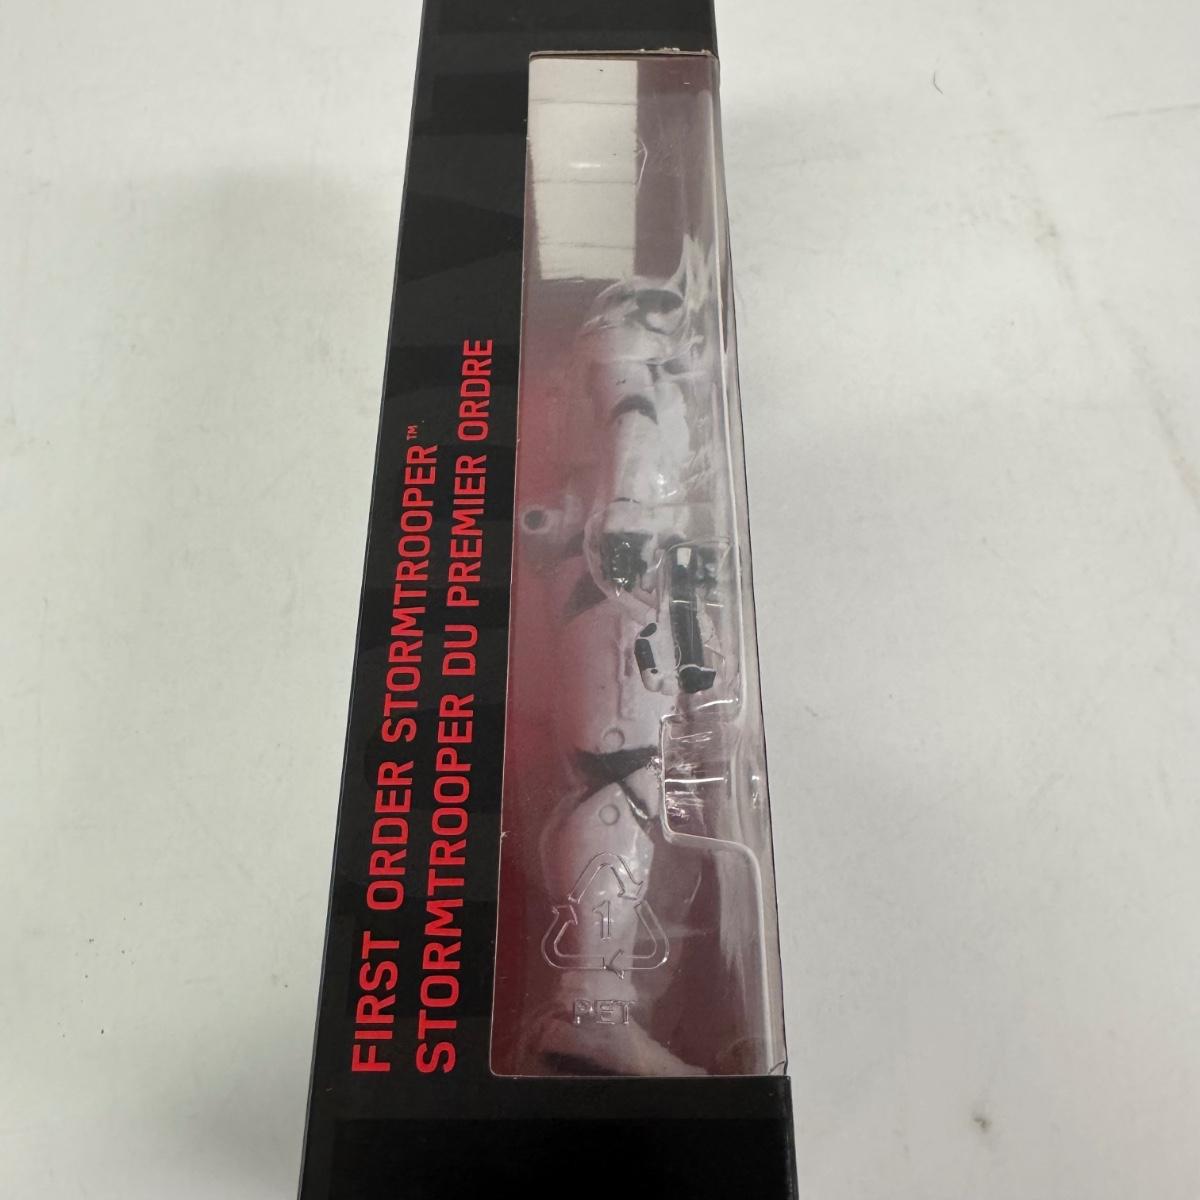 FIRST ORDER STORMTROOPER™
STORMTROOPER DU PREMIER ORDRE
1
PET